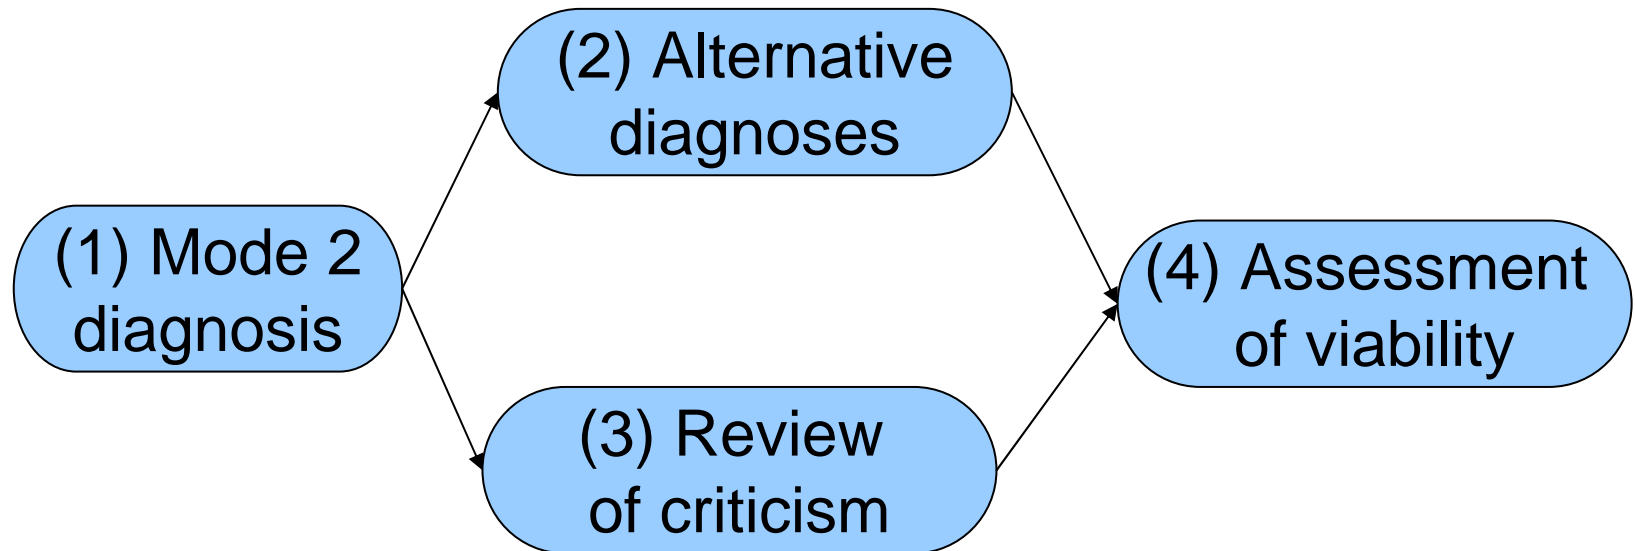 (1) Mode 2
diagnosis
(2) Alternative
diagnoses
(3) Review
of criticism
(4) Assessment
of viability